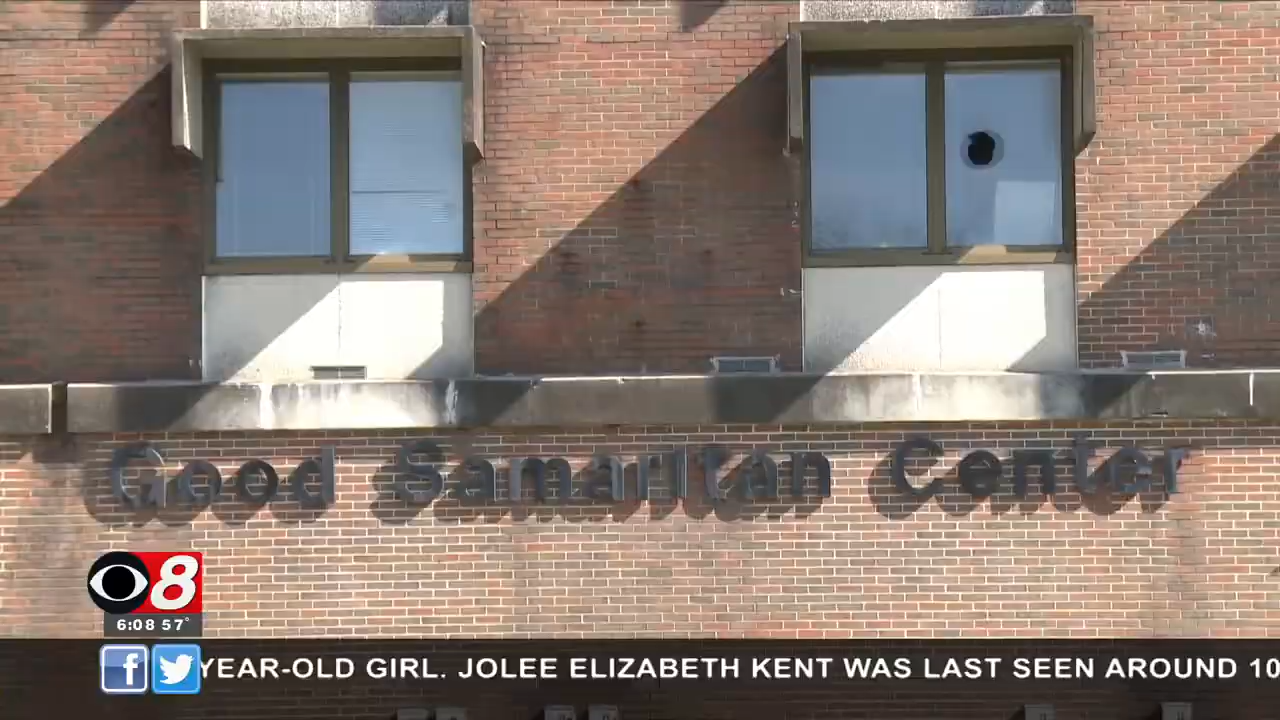 Good Samaritan Center
8
6:08 57°
f
YEAR-OLD GIRL. JOLEE ELIZABETH KENT WAS LAST SEEN AROUND 10